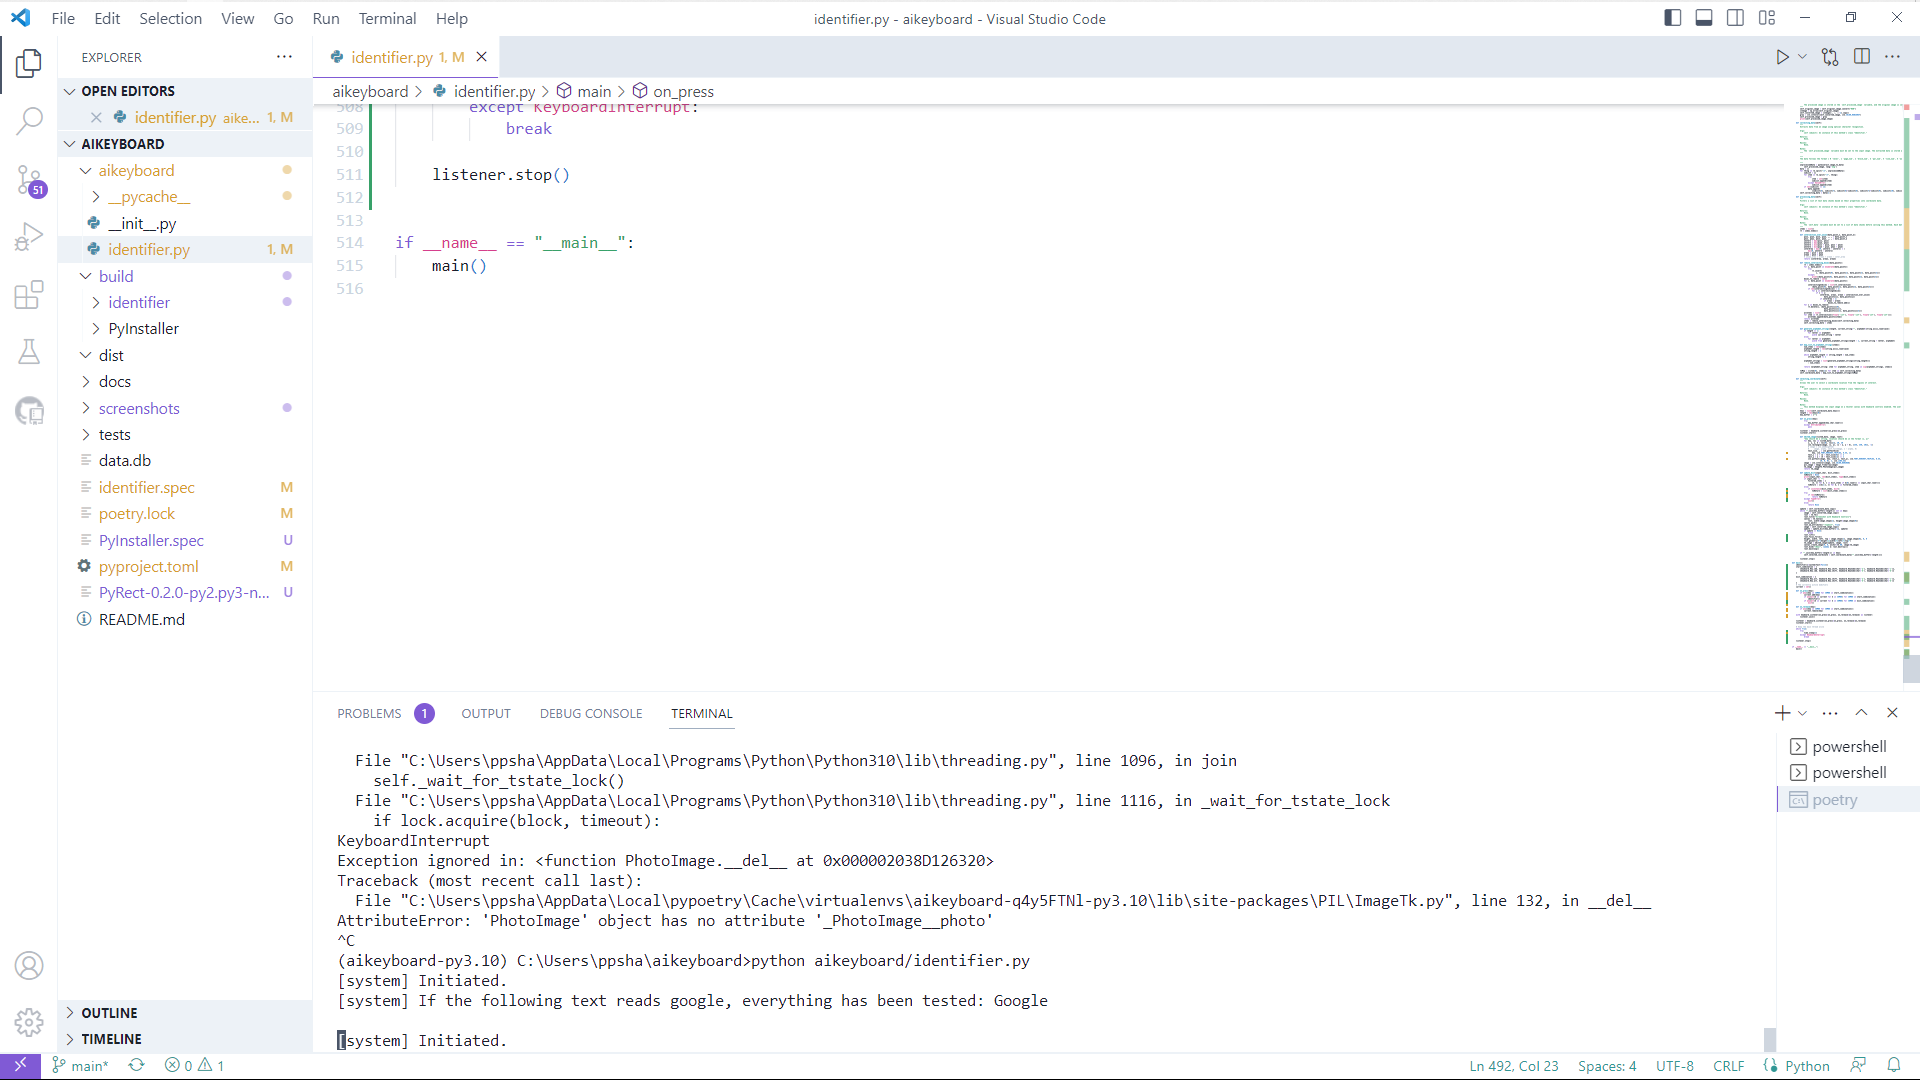 File Edit Selection View Go Run Terminal Help
identifier.py - aikeyboard - Visual Studio Code
EXPLORER
identifier.py 1, M
OPEN EDITORS
aikeyboard > identifier.py > main > on_press
identifier.py aike... 1, M
AIKEYBOARD
aikeyboard
__pycache__
__init__.py
identifier.py 1, M
build
identifier
PyInstaller
dist
docs
screenshots
tests
data.db
identifier.spec M
poetry.lock M
PyInstaller.spec U
pyproject.toml M
PyRect-0.2.0-py2.py3-n... U
README.md
OUTLINE
TIMELINE
51
508 except KeyboardInterrupt:
509 break
510
511 listener.stop()
512
513
514 if __name__ == "__main__":
515 main()
516
PROBLEMS 1 OUTPUT DEBUG CONSOLE TERMINAL
File "C:\Users\ppsha\AppData\Local\Programs\Python\Python310\lib\threading.py", line 1096, in join
self._wait_for_tstate_lock()
File "C:\Users\ppsha\AppData\Local\Programs\Python\Python310\lib\threading.py", line 1116, in _wait_for_tstate_lock
if lock.acquire(block, timeout):
KeyboardInterrupt
Exception ignored in: <function PhotoImage.__del__ at 0x000002038D126320>
Traceback (most recent call last):
File "C:\Users\ppsha\AppData\Local\pypoetry\Cache\virtualenvs\aikeyboard-q4y5FTNl-py3.10\lib\site-packages\PIL\ImageTk.py", line 132, in __del__
AttributeError: 'PhotoImage' object has no attribute '_PhotoImage__photo'
^C
(aikeyboard-py3.10) C:\Users\ppsha\aikeyboard>python aikeyboard/identifier.py
[system] Initiated.
[system] If the following text reads google, everything has been tested: Google
[system] Initiated.
powershell
powershell
poetry
main* 0 1
Ln 492, Col 23 Spaces: 4 UTF-8 CRLF Python